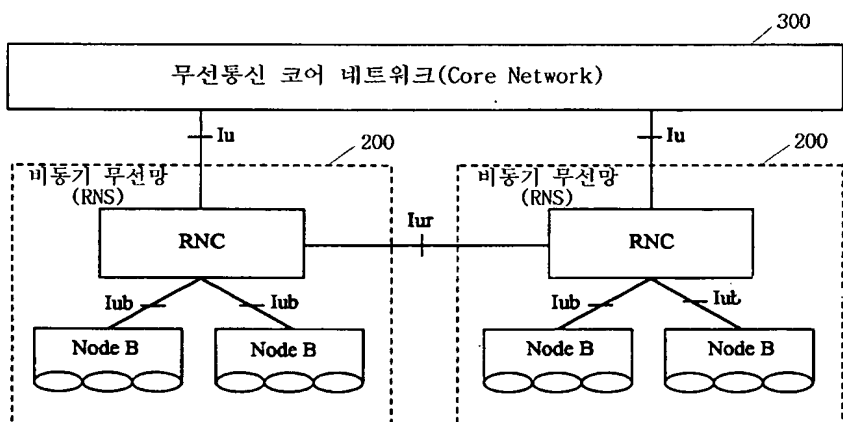 300
무선통신 코어 네트워크(Core Network)
Iu
200
Iu
200
비동기 무선망
(RNS)
비동기 무선망
(RNS)
RNC
Iur
RNC
Iub
Iub
Iub
Iub
Node B
Node B
Node B
Node B